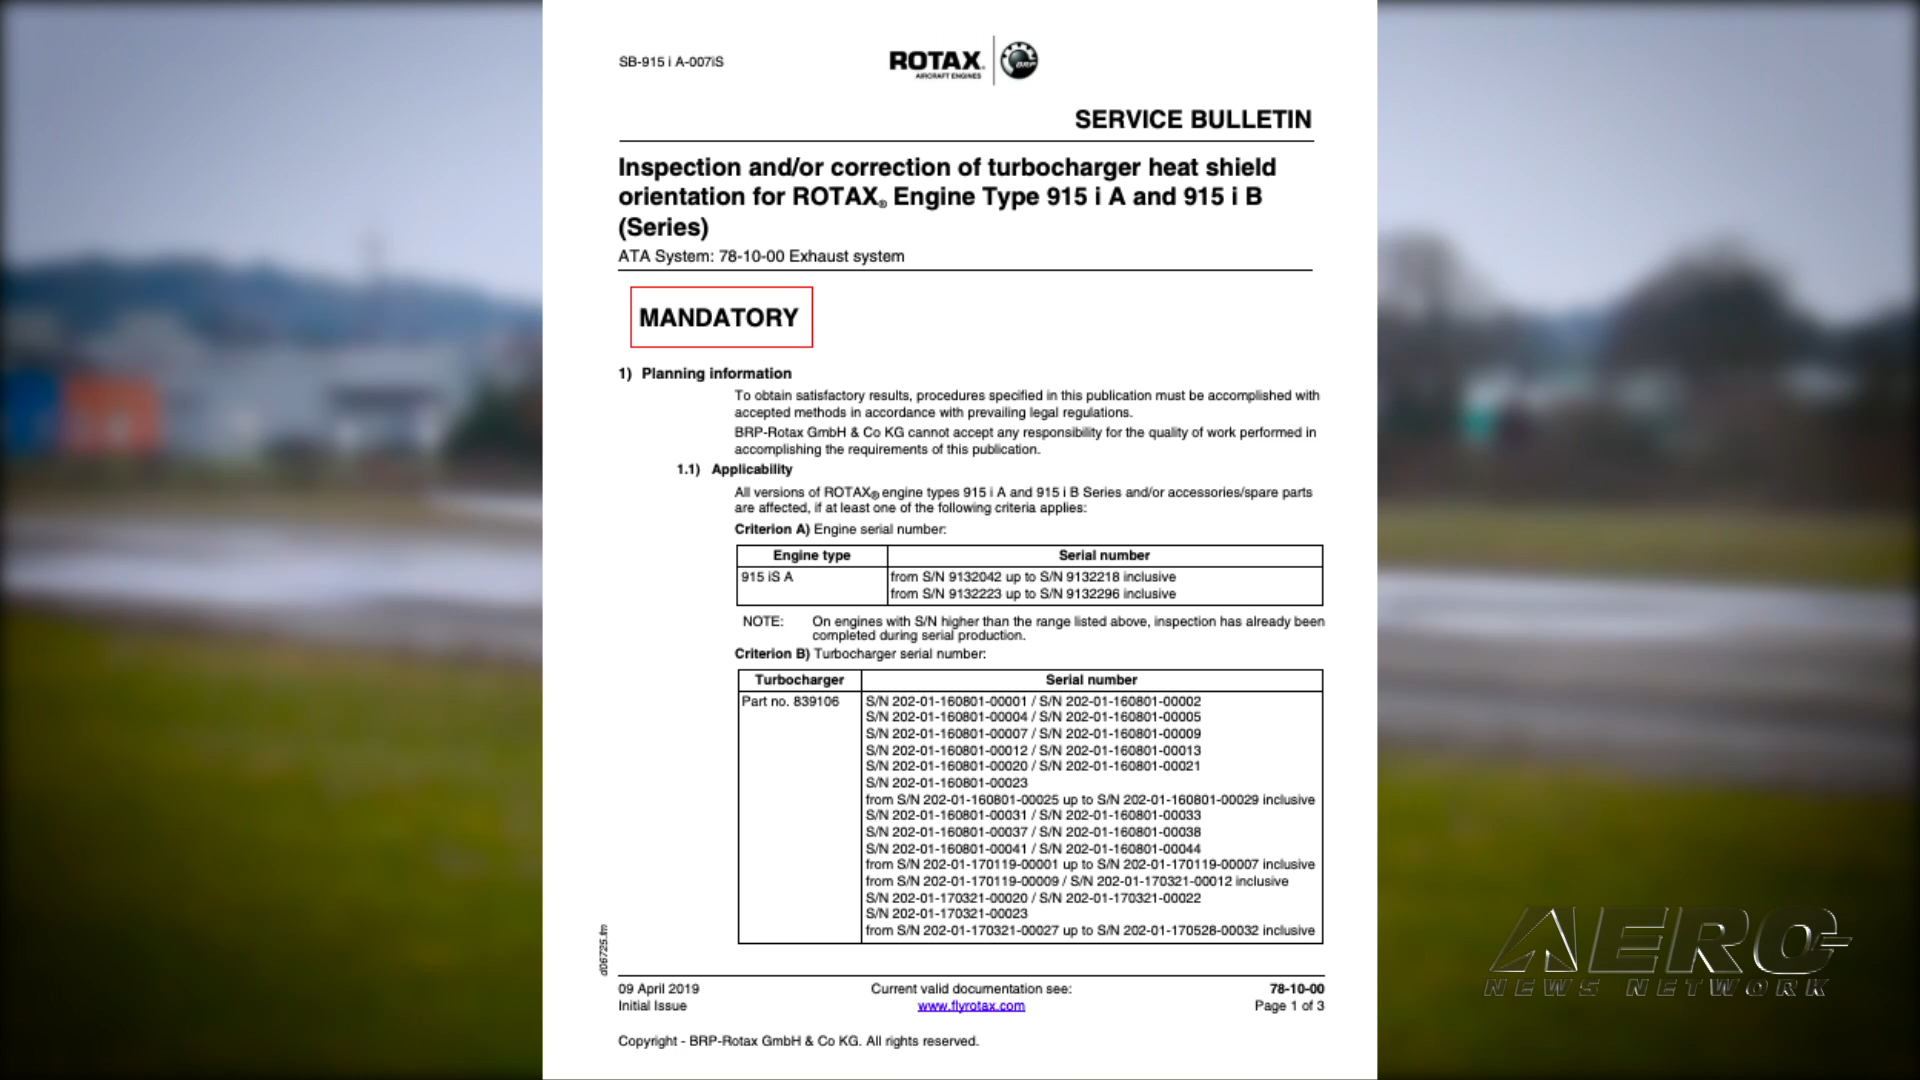 SB-915 i A-007iS
ROTAX®
AIRCRAFT ENGINES
BRP
SERVICE BULLETIN
Inspection and/or correction of turbocharger heat shield
orientation for ROTAX® Engine Type 915 i A and 915 i B
(Series)
ATA System: 78-10-00 Exhaust system
MANDATORY
1) Planning information
To obtain satisfactory results, procedures specified in this publication must be accomplished with
accepted methods in accordance with prevailing legal regulations.
BRP-Rotax GmbH & Co KG cannot accept any responsibility for the quality of work performed in
accomplishing the requirements of this publication.
1.1) Applicability
All versions of ROTAX® engine types 915 i A and 915 i B Series and/or accessories/spare parts
are affected, if at least one of the following criteria applies:
Criterion A) Engine serial number:
Engine type Serial number
915 iS A from S/N 9132042 up to S/N 9132218 inclusive
from S/N 9132223 up to S/N 9132296 inclusive
NOTE: On engines with S/N higher than the range listed above, inspection has already been
completed during serial production.
Criterion B) Turbocharger serial number:
Turbocharger Serial number
Part no. 839106 S/N 202-01-160801-00001 / S/N 202-01-160801-00002
S/N 202-01-160801-00004 / S/N 202-01-160801-00005
S/N 202-01-160801-00007 / S/N 202-01-160801-00009
S/N 202-01-160801-00012 / S/N 202-01-160801-00013
S/N 202-01-160801-00020 / S/N 202-01-160801-00021
S/N 202-01-160801-00023
from S/N 202-01-160801-00025 up to S/N 202-01-160801-00029 inclusive
S/N 202-01-160801-00031 / S/N 202-01-160801-00033
S/N 202-01-160801-00037 / S/N 202-01-160801-00038
S/N 202-01-160801-00041 / S/N 202-01-160801-00044
from S/N 202-01-170119-00001 up to S/N 202-01-170119-00007 inclusive
from S/N 202-01-170119-00009 / S/N 202-01-170321-00012 inclusive
S/N 202-01-170321-00020 / S/N 202-01-170321-00022
S/N 202-01-170321-00023
from S/N 202-01-170321-00027 up to S/N 202-01-170528-00032 inclusive
d06725.fm
09 April 2019 Current valid documentation see: 78-10-00
Initial Issue www.flyrotax.com Page 1 of 3
Copyright - BRP-Rotax GmbH & Co KG. All rights reserved.
AERO
NEWS NETWORK